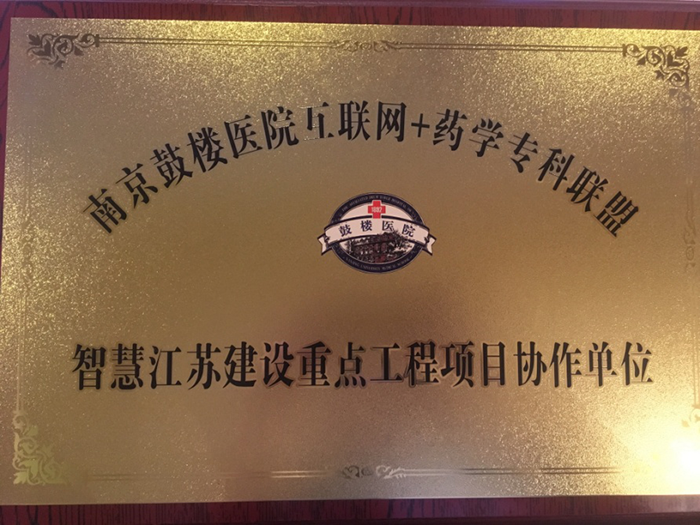 南京鼓楼医院互联网+药学专科联盟
1892
鼓楼医院
智慧江苏建设重点工程项目协作单位